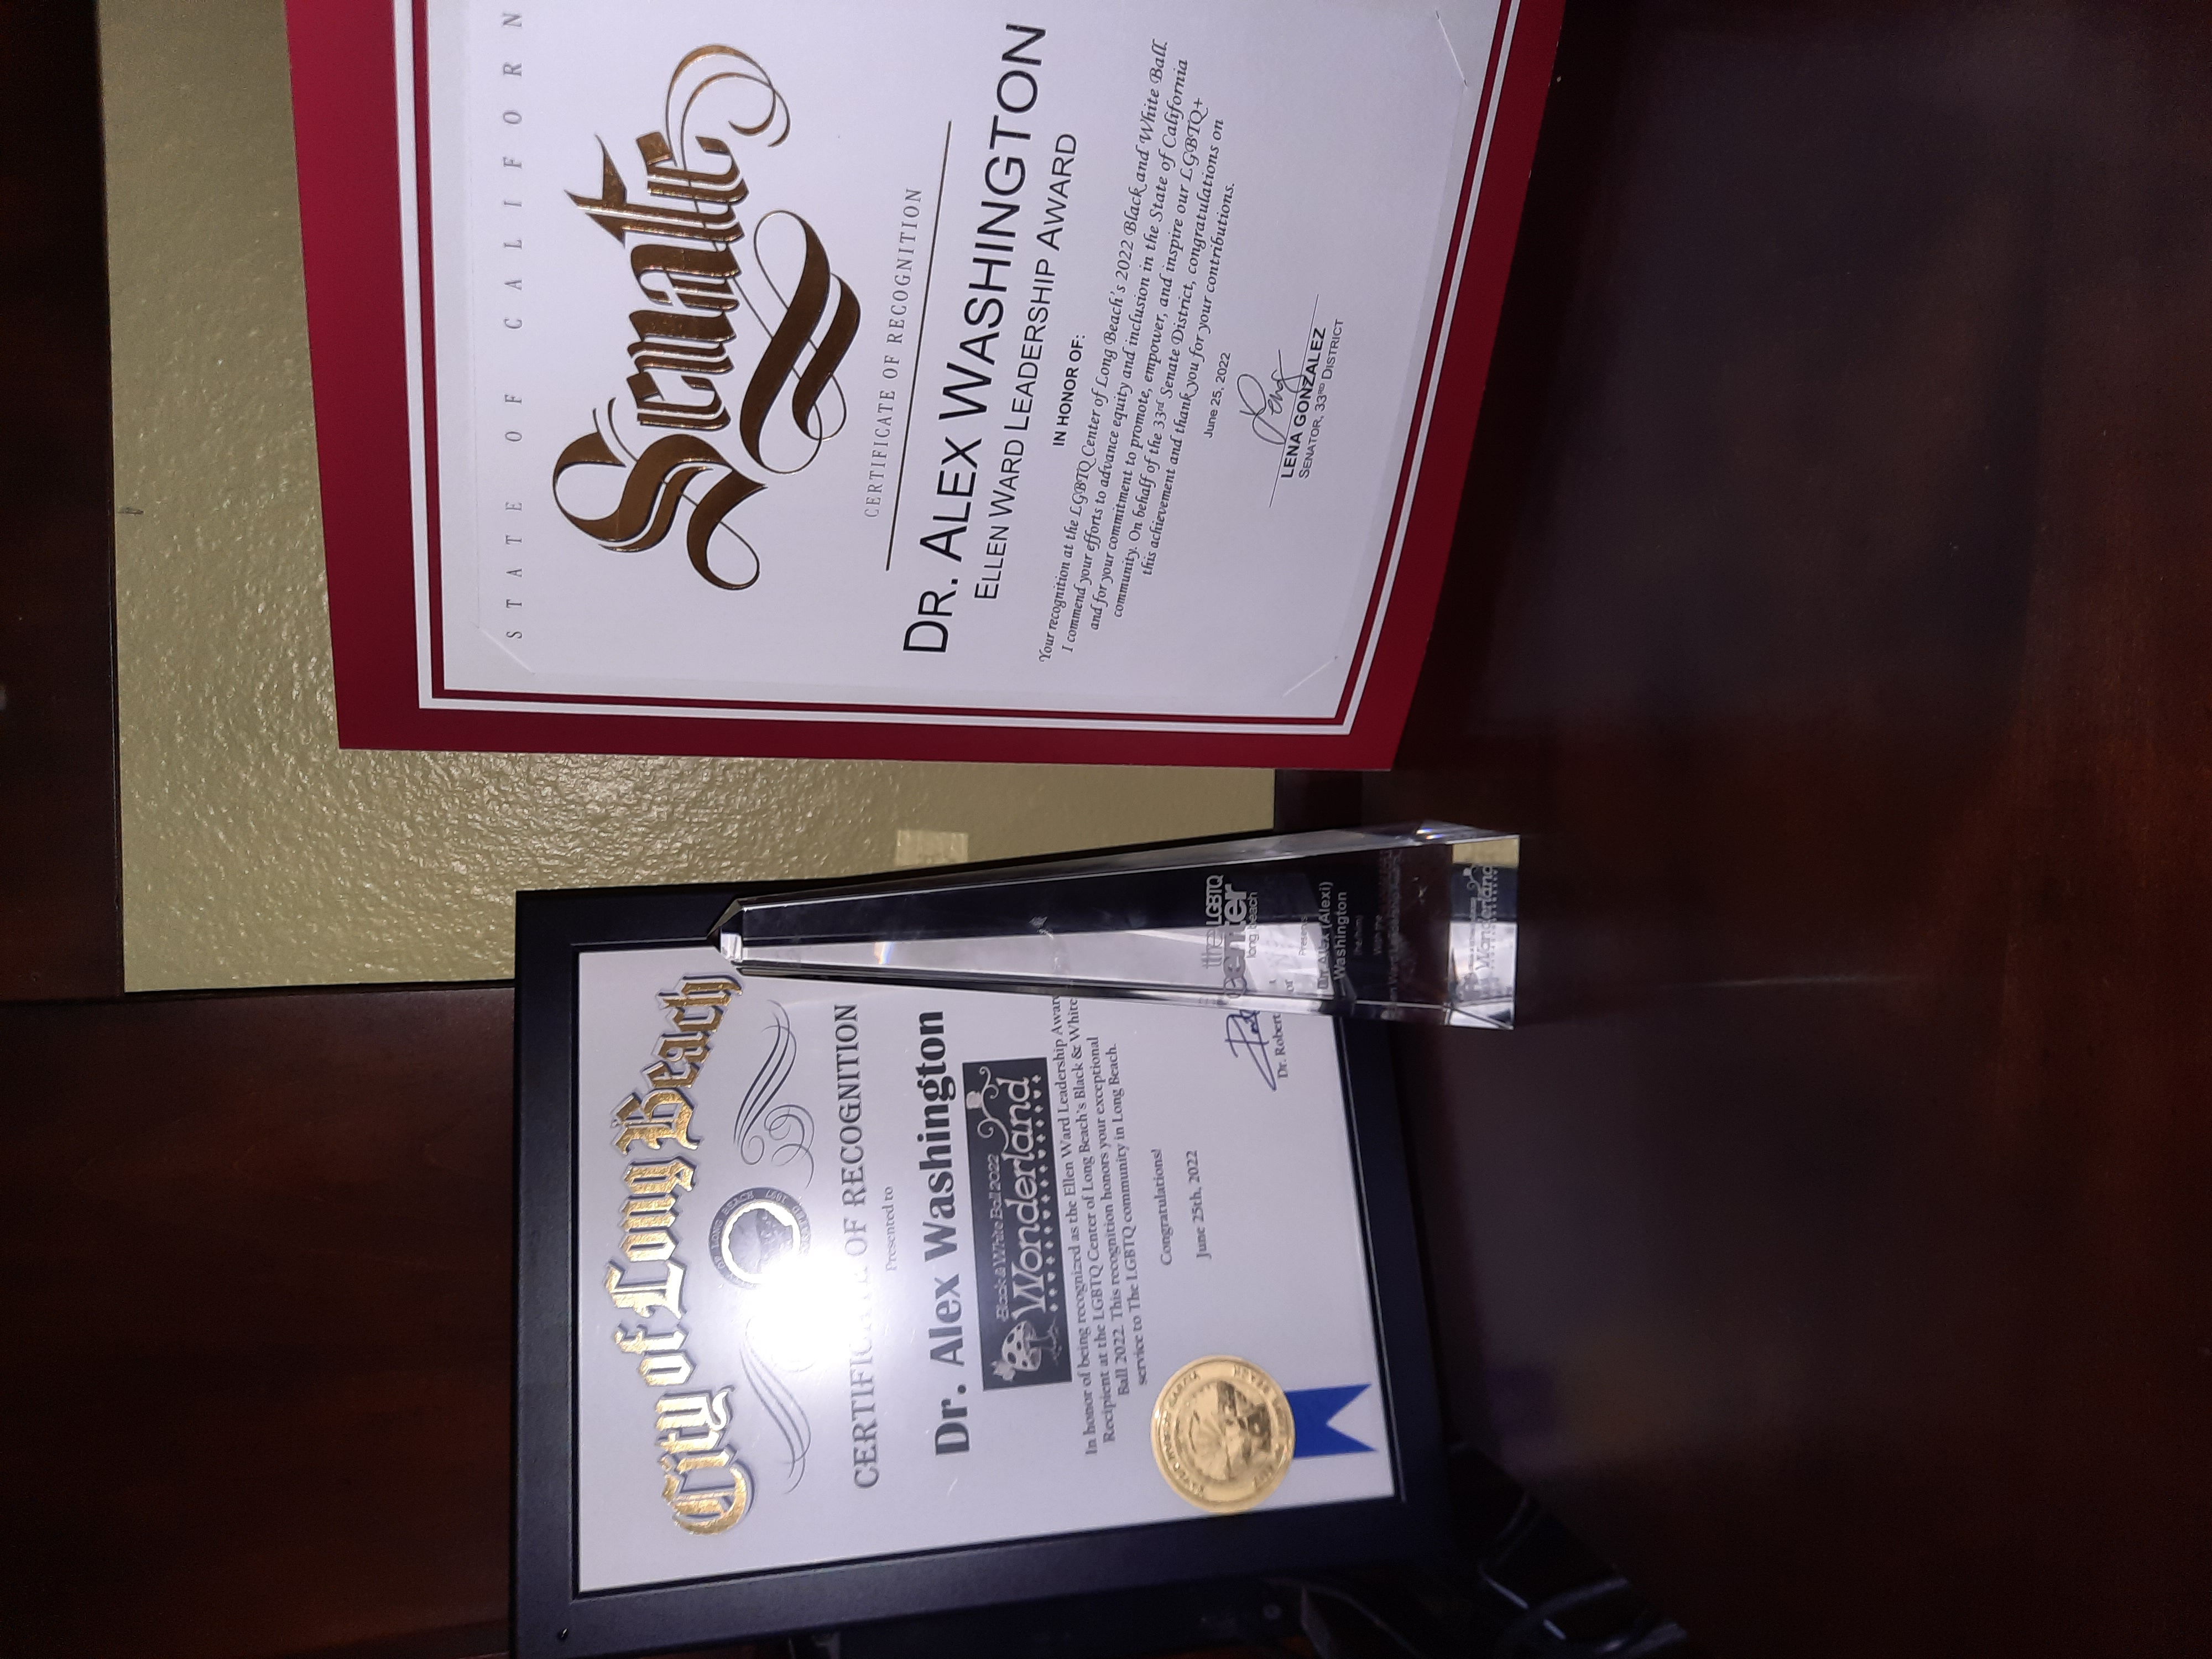 City of Long Beach
CERTIFICATE OF RECOGNITION
Presented to
Dr. Alex Washington
Black & White Ball 2022
Wonderland
In honor of being recognized as the Ellen Ward Leadership Awar
Recipient at the LGBTQ Center of Long Beach's Black & White
Ball 2022. This recognition honors your exceptional
service to The LGBTQ community in Long Beach.
Congratulations!
June 25th, 2022
Dr. Robert
the LGBTQ
center
long beach
Presents
Dr. Alex (Alexi)
Washington
With the
Wonderland
STATE OF CALIFORN
Senate
CERTIFICATE OF RECOGNITION
DR. ALEX WASHINGTON
ELLEN WARD LEADERSHIP AWARD
IN HONOR OF:
Your recognition at the LGBTQ Center of Long Beach's 2022 Black and White Ball.
I commend your efforts to advance equity and inclusion in the State of California
and for your commitment to promote, empower, and inspire our LGBTQ+
community. On behalf of the 33rd Senate District, congratulations on
this achievement and thank you for your contributions.
June 25, 2022
LENA GONZALEZ
SENATOR, 33RD DISTRICT